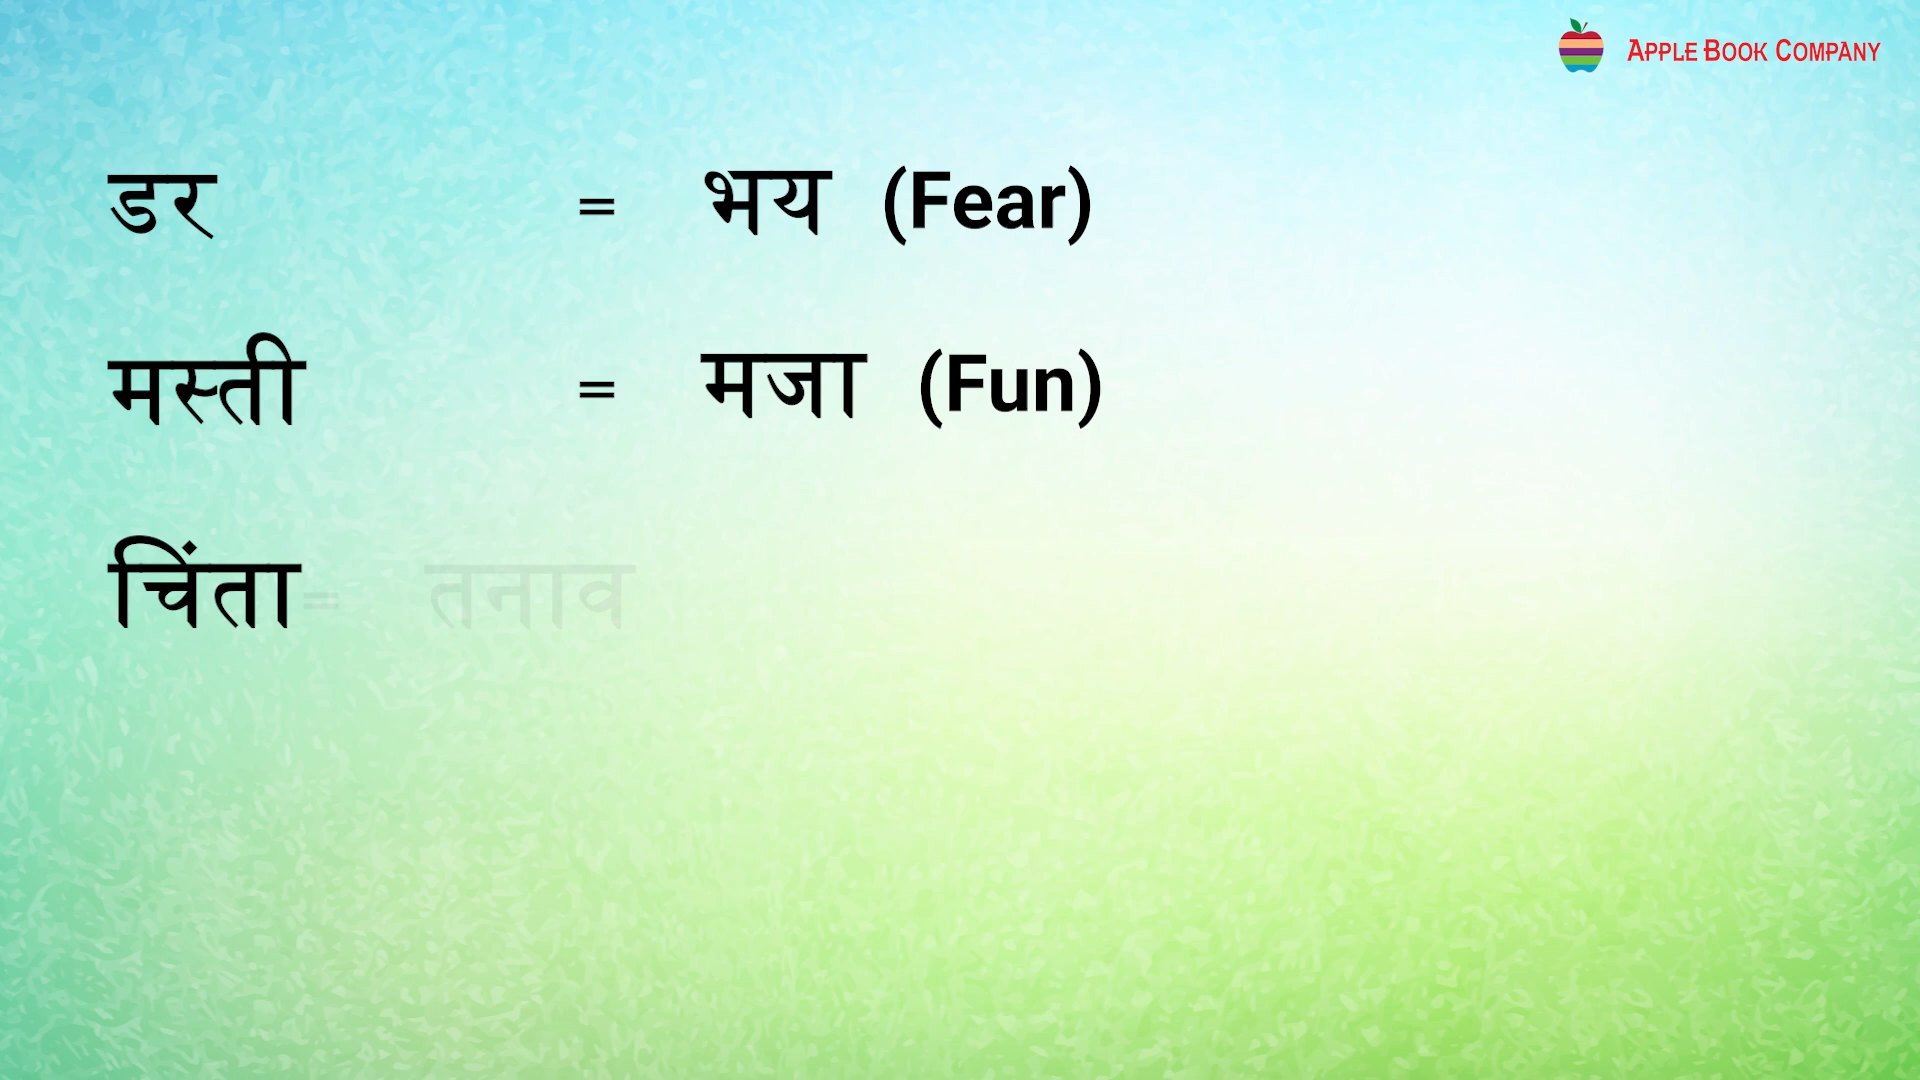 APPLE BOOK COMPANY
डर = भय (Fear)
मस्ती = मजा (Fun)
चिंता = तनाव